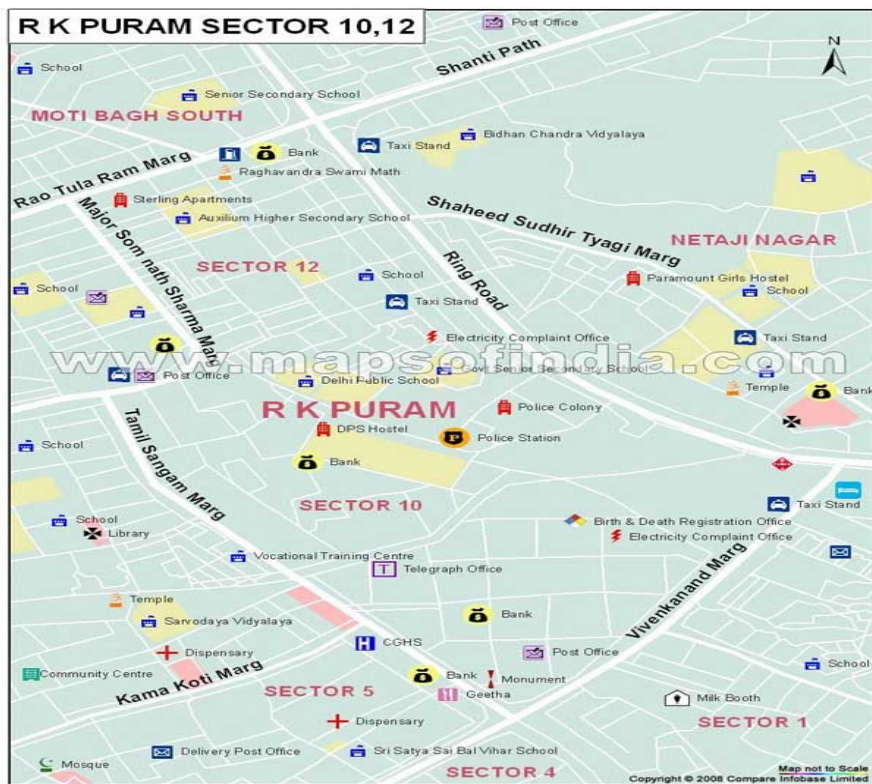 R K PURAM SECTOR 10,12
Post Office
N
Shanti Path
School
Senior Secondary School
MOTI BAGH SOUTH
Bidhan Chandra Vidyalaya
Taxi Stand
Bank
Rao Tula Ram Marg
Raghavandra Swami Math
Sterling Apartments
Shaheed Sudhir Tyagi Marg
Auxilium Higher Secondary School
Major Som nath Sharma Marg
NETAJI NAGAR
SECTOR 12
Ring Road
School
Paramount Girls Hostel
School
School
Taxi Stand
Electricity Complaint Office
Taxi Stand
www.mapsofindia.com
Govt Senior Secondary School
Post Office
Delhi Public School
Temple
Bank
R K PURAM
Police Colony
Tamil Sangam Marg
DPS Hostel
P
Police Station
School
Bank
SECTOR 10
Taxi Stand
School
Birth & Death Registration Office
Library
Electricity Complaint Office
Vocational Training Centre
T
Telegraph Office
Vivenkanand Marg
Temple
Bank
Sarvodaya Vidyalaya
H
CGHS
Dispensary
Post Office
School
Community Centre
Kama Koti Marg
Bank
Monument
SECTOR 5
Geetha
Milk Booth
Dispensary
SECTOR 1
Mosque
Delivery Post Office
Sri Satya Sai Bal Vihar School
SECTOR 4
Map not to Scale
Copyright © 2008 Compare Infobase Limited